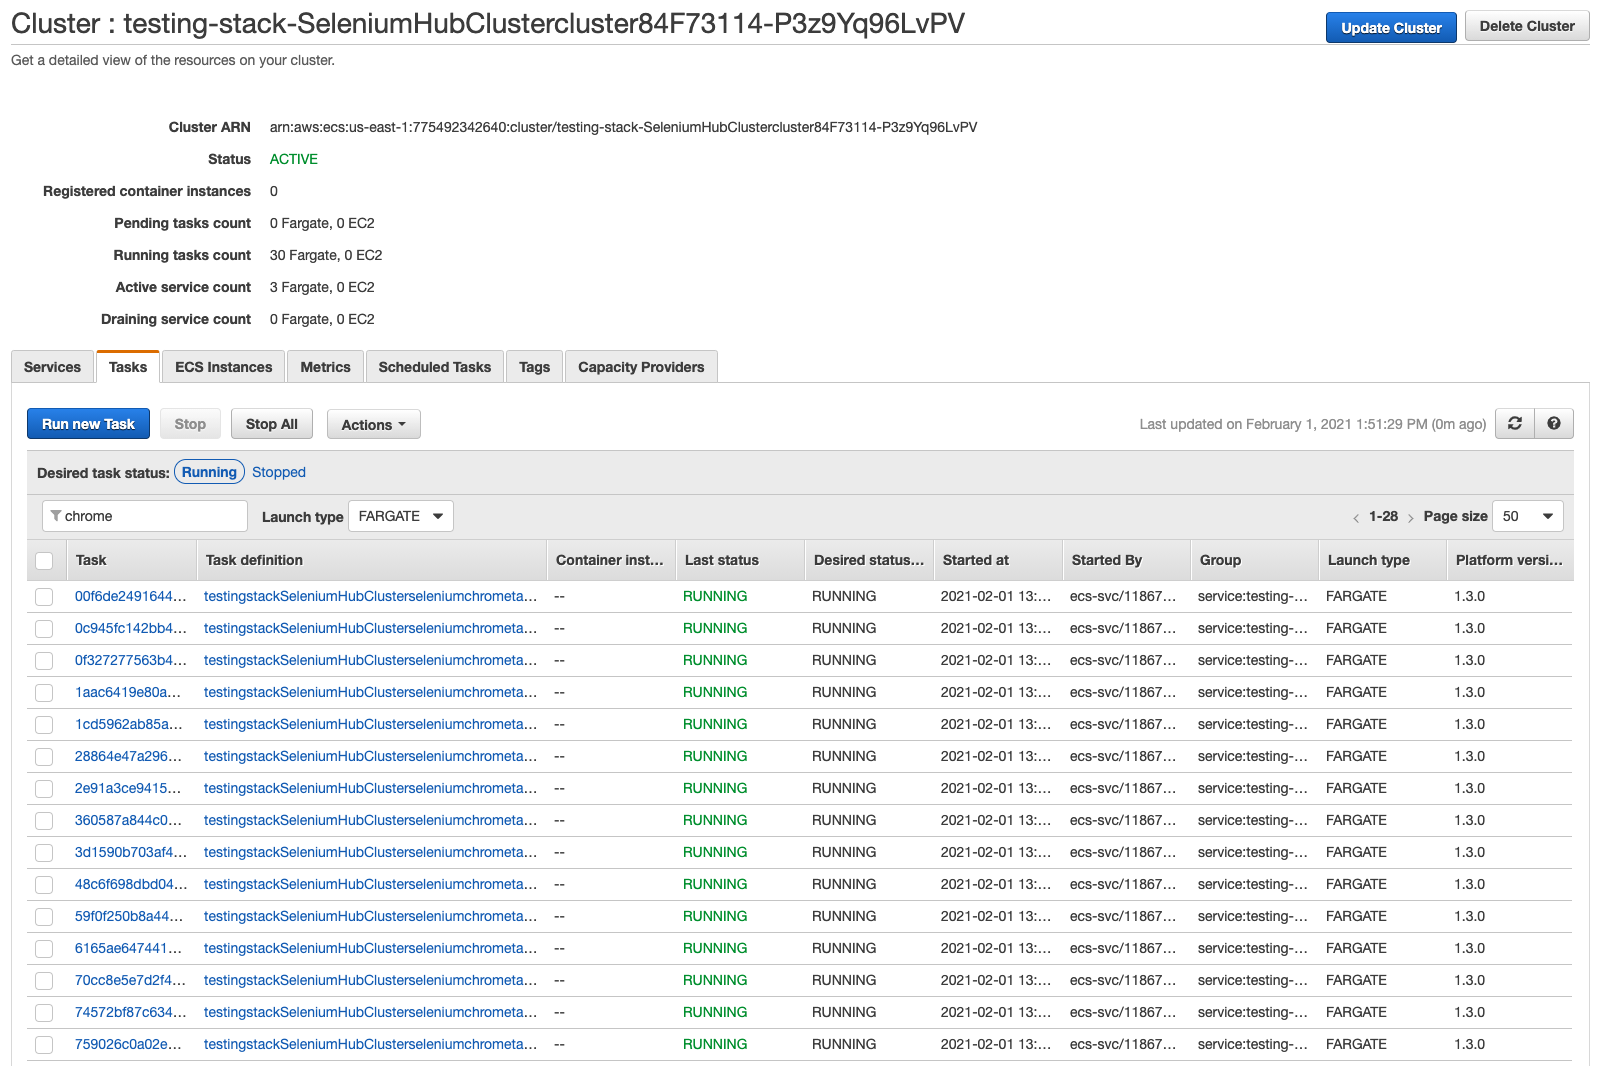 Cluster : testing-stack-SeleniumHubClustercluster84F73114-P3z9Yq96LvPV
Update Cluster
Delete Cluster
Get a detailed view of the resources on your cluster.
Cluster ARN arn:aws:ecs:us-east-1:775492342640:cluster/testing-stack-SeleniumHubClustercluster84F73114-P3z9Yq96LvPV
Status ACTIVE
Registered container instances 0
Pending tasks count 0 Fargate, 0 EC2
Running tasks count 30 Fargate, 0 EC2
Active service count 3 Fargate, 0 EC2
Draining service count 0 Fargate, 0 EC2
Services Tasks ECS Instances Metrics Scheduled Tasks Tags Capacity Providers
Run new Task Stop Stop All Actions Last updated on February 1, 2021 1:51:29 PM (0m ago)
Desired task status: Running Stopped
chrome Launch type FARGATE < 1-28 > Page size 50
Task Task definition Container inst... Last status Desired status... Started at Started By Group Launch type Platform versi...
00f6de2491644... testingstackSeleniumHubClusterseleniumchrometa... -- RUNNING RUNNING 2021-02-01 13:... ecs-svc/11867... service:testing-... FARGATE 1.3.0
0c945fc142bb4... testingstackSeleniumHubClusterseleniumchrometa... -- RUNNING RUNNING 2021-02-01 13:... ecs-svc/11867... service:testing-... FARGATE 1.3.0
0f327277563b4... testingstackSeleniumHubClusterseleniumchrometa... -- RUNNING RUNNING 2021-02-01 13:... ecs-svc/11867... service:testing-... FARGATE 1.3.0
1aac6419e80a... testingstackSeleniumHubClusterseleniumchrometa... -- RUNNING RUNNING 2021-02-01 13:... ecs-svc/11867... service:testing-... FARGATE 1.3.0
1cd5962ab85a... testingstackSeleniumHubClusterseleniumchrometa... -- RUNNING RUNNING 2021-02-01 13:... ecs-svc/11867... service:testing-... FARGATE 1.3.0
28864e47a296... testingstackSeleniumHubClusterseleniumchrometa... -- RUNNING RUNNING 2021-02-01 13:... ecs-svc/11867... service:testing-... FARGATE 1.3.0
2e91a3ce9415... testingstackSeleniumHubClusterseleniumchrometa... -- RUNNING RUNNING 2021-02-01 13:... ecs-svc/11867... service:testing-... FARGATE 1.3.0
360587a844c0... testingstackSeleniumHubClusterseleniumchrometa... -- RUNNING RUNNING 2021-02-01 13:... ecs-svc/11867... service:testing-... FARGATE 1.3.0
3d1590b703af4... testingstackSeleniumHubClusterseleniumchrometa... -- RUNNING RUNNING 2021-02-01 13:... ecs-svc/11867... service:testing-... FARGATE 1.3.0
48c6f698dbd04... testingstackSeleniumHubClusterseleniumchrometa... -- RUNNING RUNNING 2021-02-01 13:... ecs-svc/11867... service:testing-... FARGATE 1.3.0
59f0f250b8a44... testingstackSeleniumHubClusterseleniumchrometa... -- RUNNING RUNNING 2021-02-01 13:... ecs-svc/11867... service:testing-... FARGATE 1.3.0
6165ae647441... testingstackSeleniumHubClusterseleniumchrometa... -- RUNNING RUNNING 2021-02-01 13:... ecs-svc/11867... service:testing-... FARGATE 1.3.0
70cc8e5e7d2f4... testingstackSeleniumHubClusterseleniumchrometa... -- RUNNING RUNNING 2021-02-01 13:... ecs-svc/11867... service:testing-... FARGATE 1.3.0
74572bf87c634... testingstackSeleniumHubClusterseleniumchrometa... -- RUNNING RUNNING 2021-02-01 13:... ecs-svc/11867... service:testing-... FARGATE 1.3.0
759026c0a02e... testingstackSeleniumHubClusterseleniumchrometa... -- RUNNING RUNNING 2021-02-01 13:... ecs-svc/11867... service:testing-... FARGATE 1.3.0